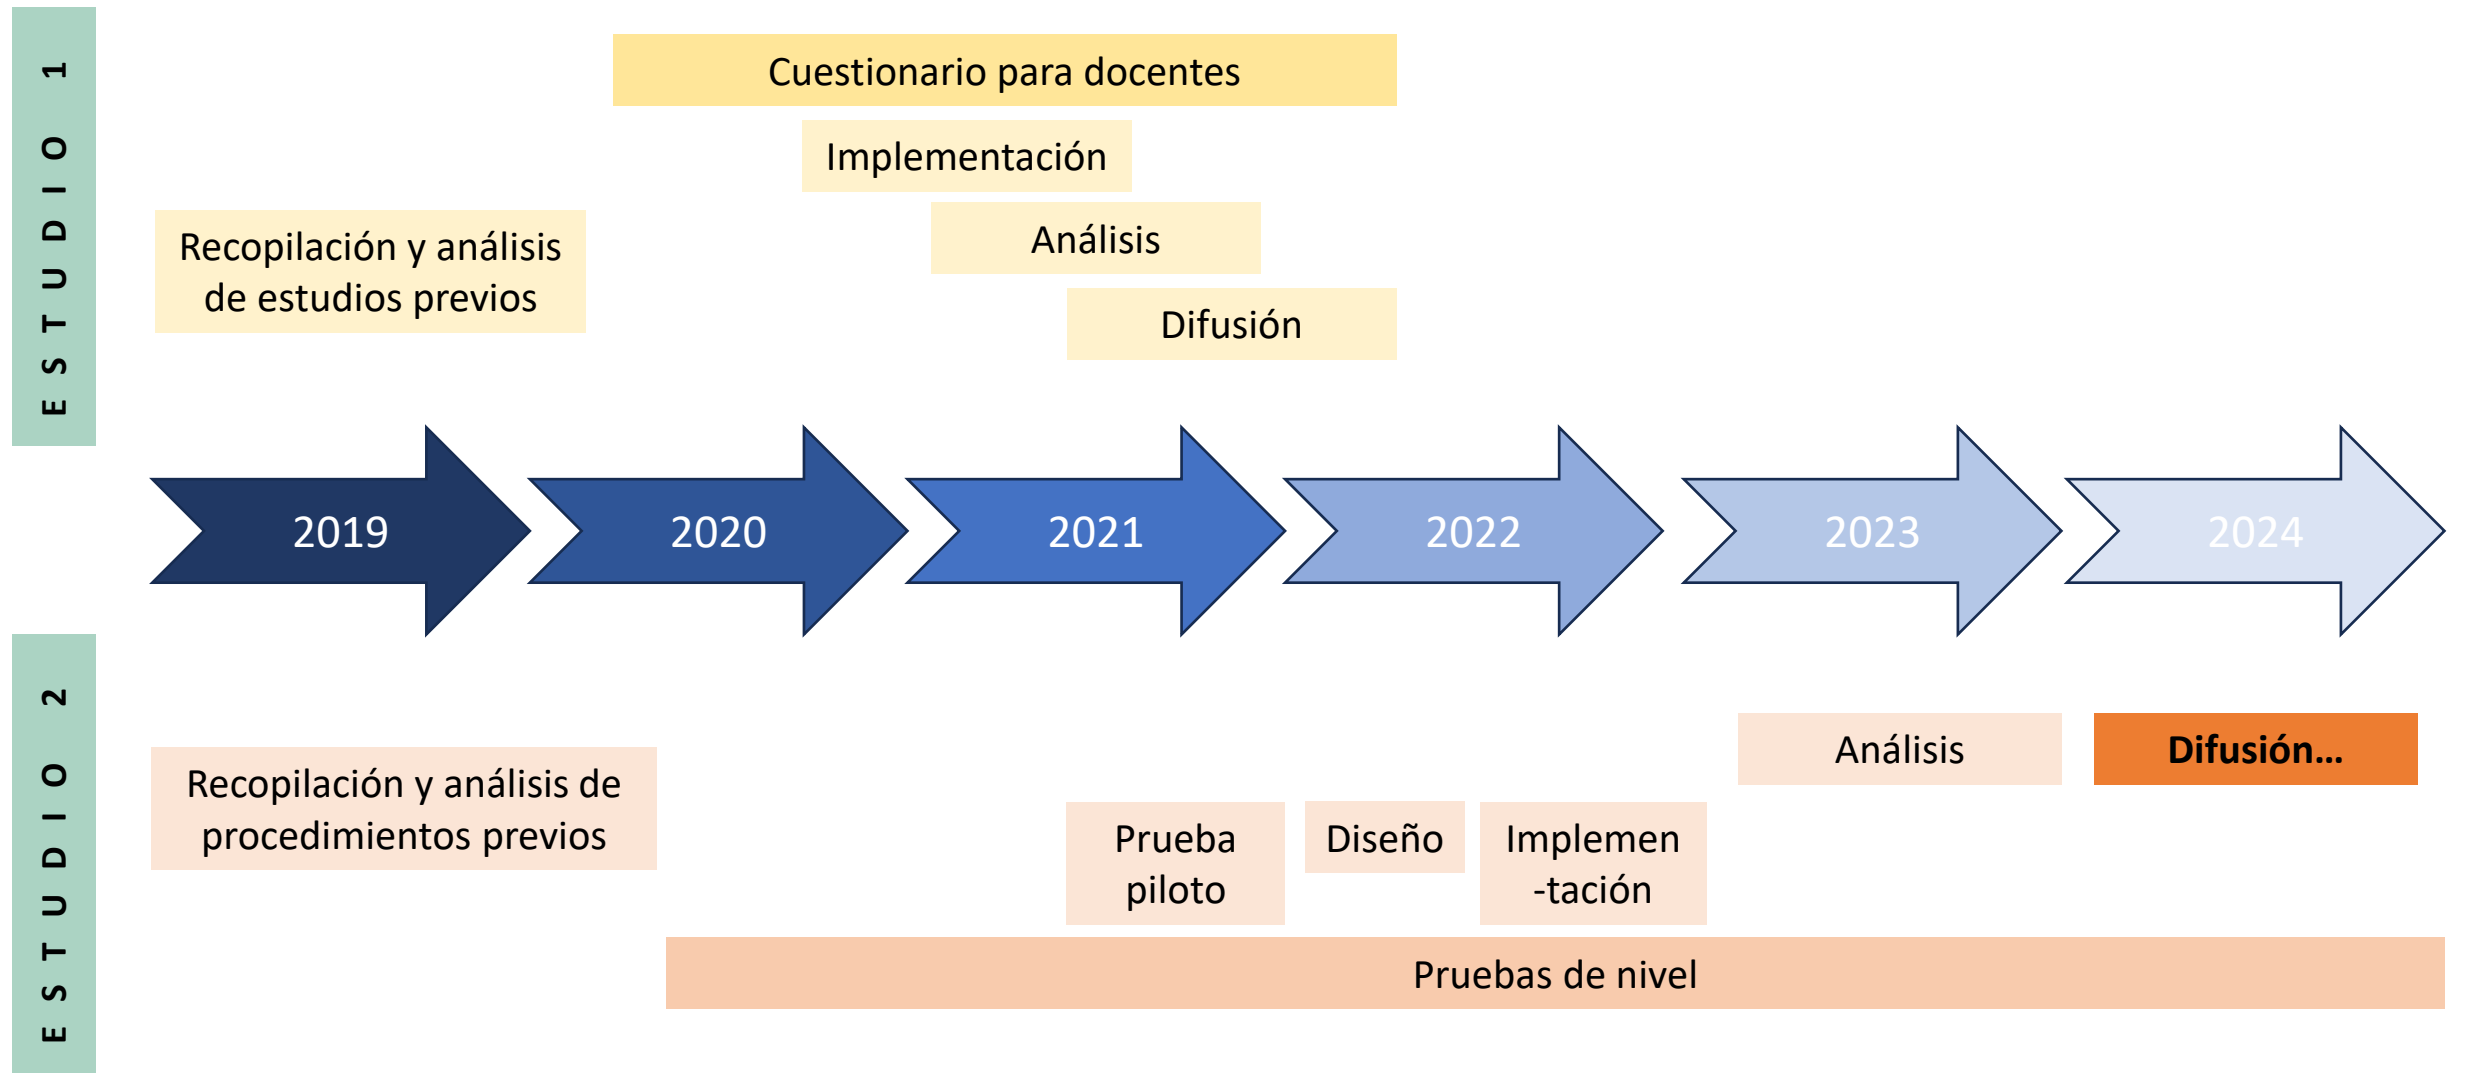 ESTUDIO 1
Cuestionario para docentes
Implementación
Análisis
Difusión
Recopilación y análisis
de estudios previos
2019
2020
2021
2022
2023
2024
ESTUDIO 2
Recopilación y análisis de
procedimientos previos
Prueba
piloto
Diseño
Implemen
-tación
Análisis
Difusión...
Pruebas de nivel